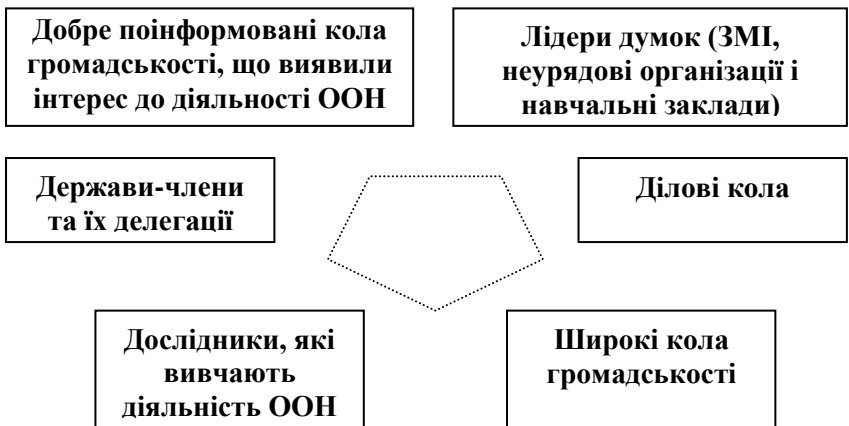 Добре поінформовані кола
громадськості, що виявили
інтерес до діяльності ООН
Лідери думок (ЗМІ,
неурядові організації і
навчальні заклади)
Держави-члени
та їх делегації
Ділові кола
Дослідники, які
вивчають
діяльність ООН
Широкі кола
громадськості